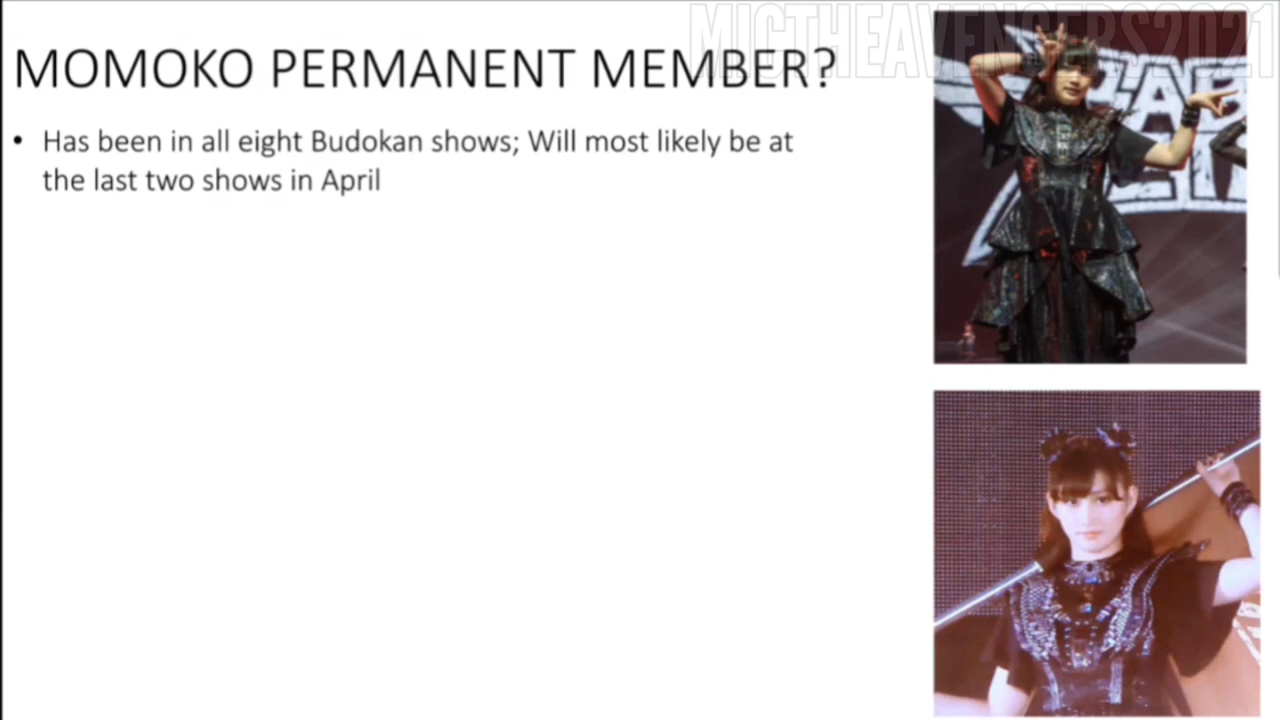 MICTHEAVENGERS2021
MOMOKO PERMANENT MEMBER?
• Has been in all eight Budokan shows; Will most likely be at
the last two shows in April